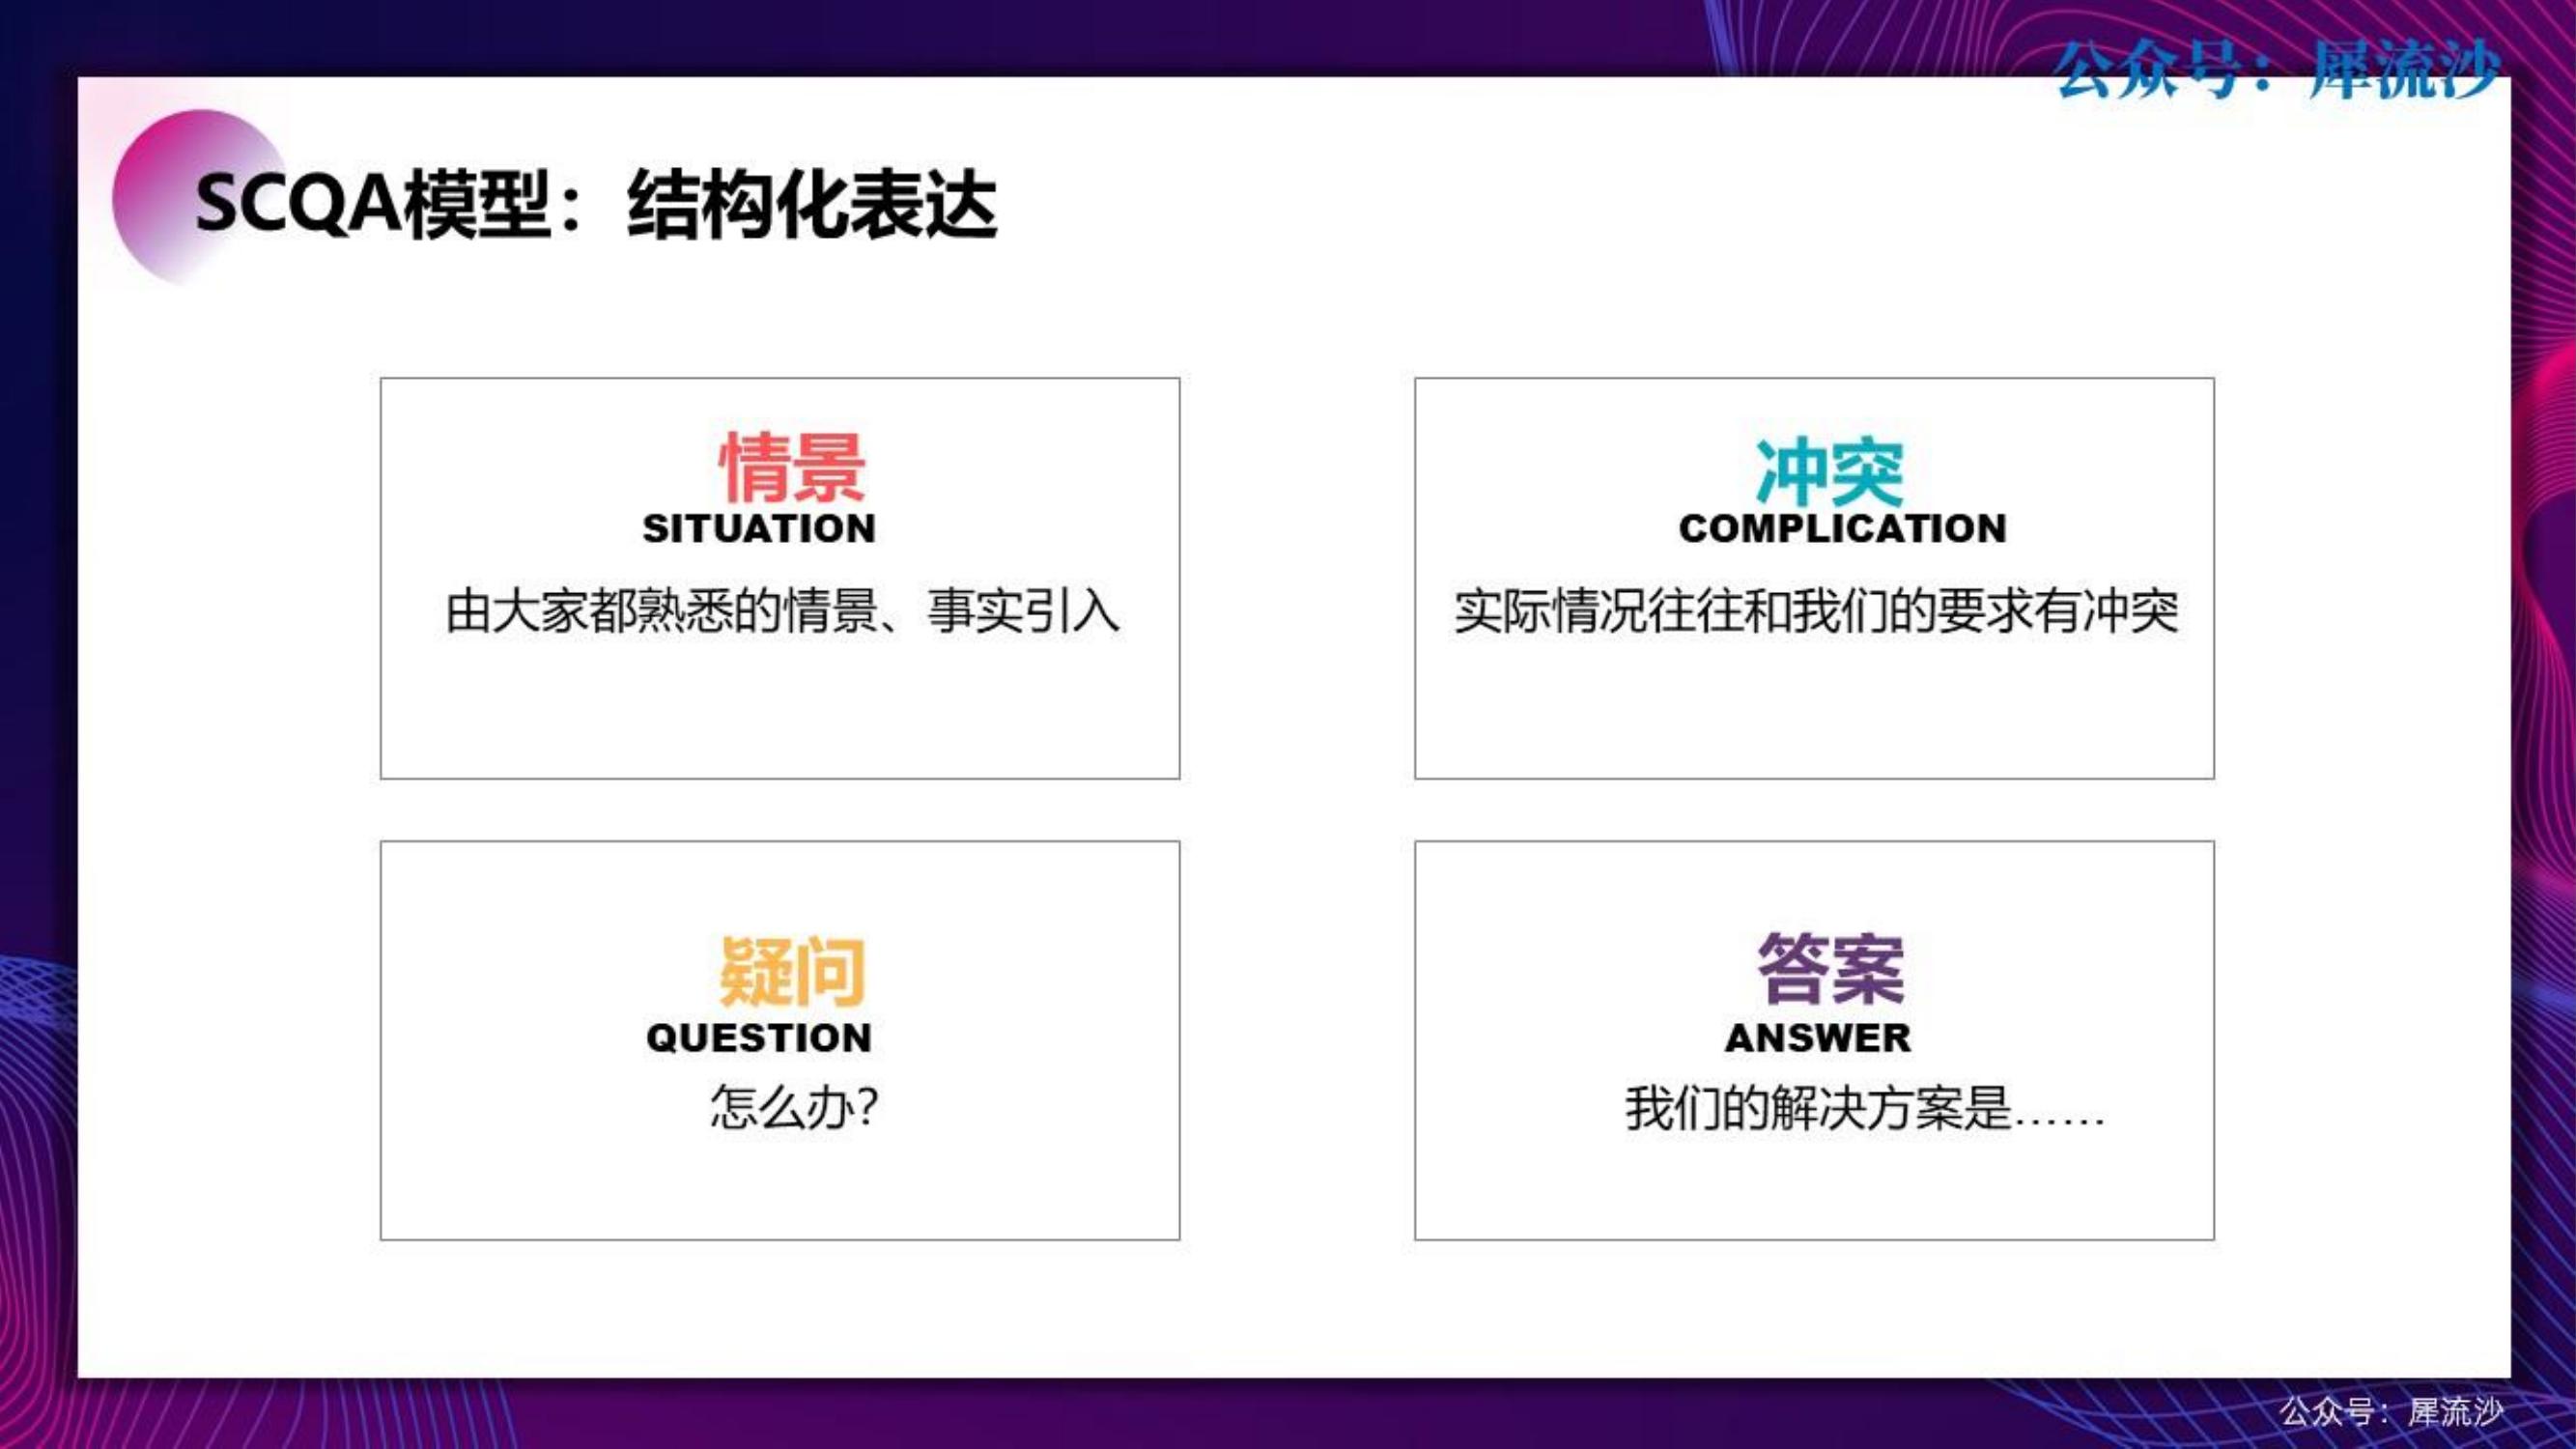 公众号：犀流沙
SCQA模型：结构化表达
情景
SITUATION
由大家都熟悉的情景、事实引入
冲突
COMPLICATION
实际情况往往和我们的要求有冲突
疑问
QUESTION
怎么办？
答案
ANSWER
我们的解决方案是……
公众号：犀流沙